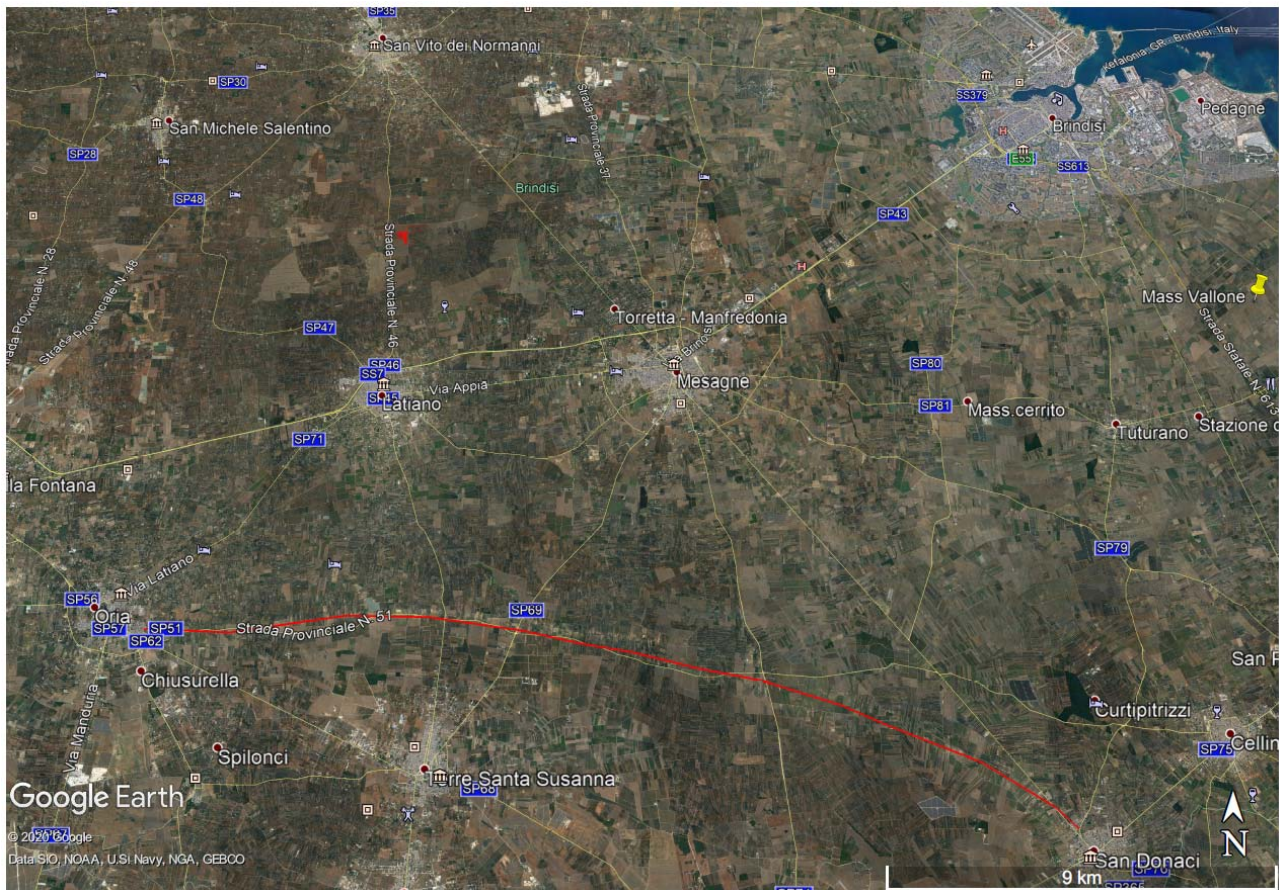 SP35
San Vito dei Normanni
Kefalonia GR - Brindisi, Italy
SP30
SS379
Pedagne
Strada Provinciale 37
San Michele Salentino
Brindisi
SP28
E55
SS613
Brindisi
SP48
SP43
Strada Provinciale N. 28
Strada Provinciale N. 48
Strada Provinciale N. 46
Mass Vallone
Torretta - Manfredonia
SP47
Strada Statale N. 613
SP46
SS7
SP80
Via Appia
Mesagne
Latiano
SP81
Mass.cerrito
Tuturano
Stazione
SP71
lla Fontana
SP79
Via Latiano
SP56
Oria
SP57
SP51
SP62
Strada Provinciale N. 51
SP69
San
Chiusurella
Via Manduria
Curtipitrizzi
Spilonci
Cellin
SP75
Torre Santa Susanna
SP68
Google Earth
© 2020 Google
Data SIO, NOAA, U.S. Navy, NGA, GEBCO
N
San Donaci
9 km